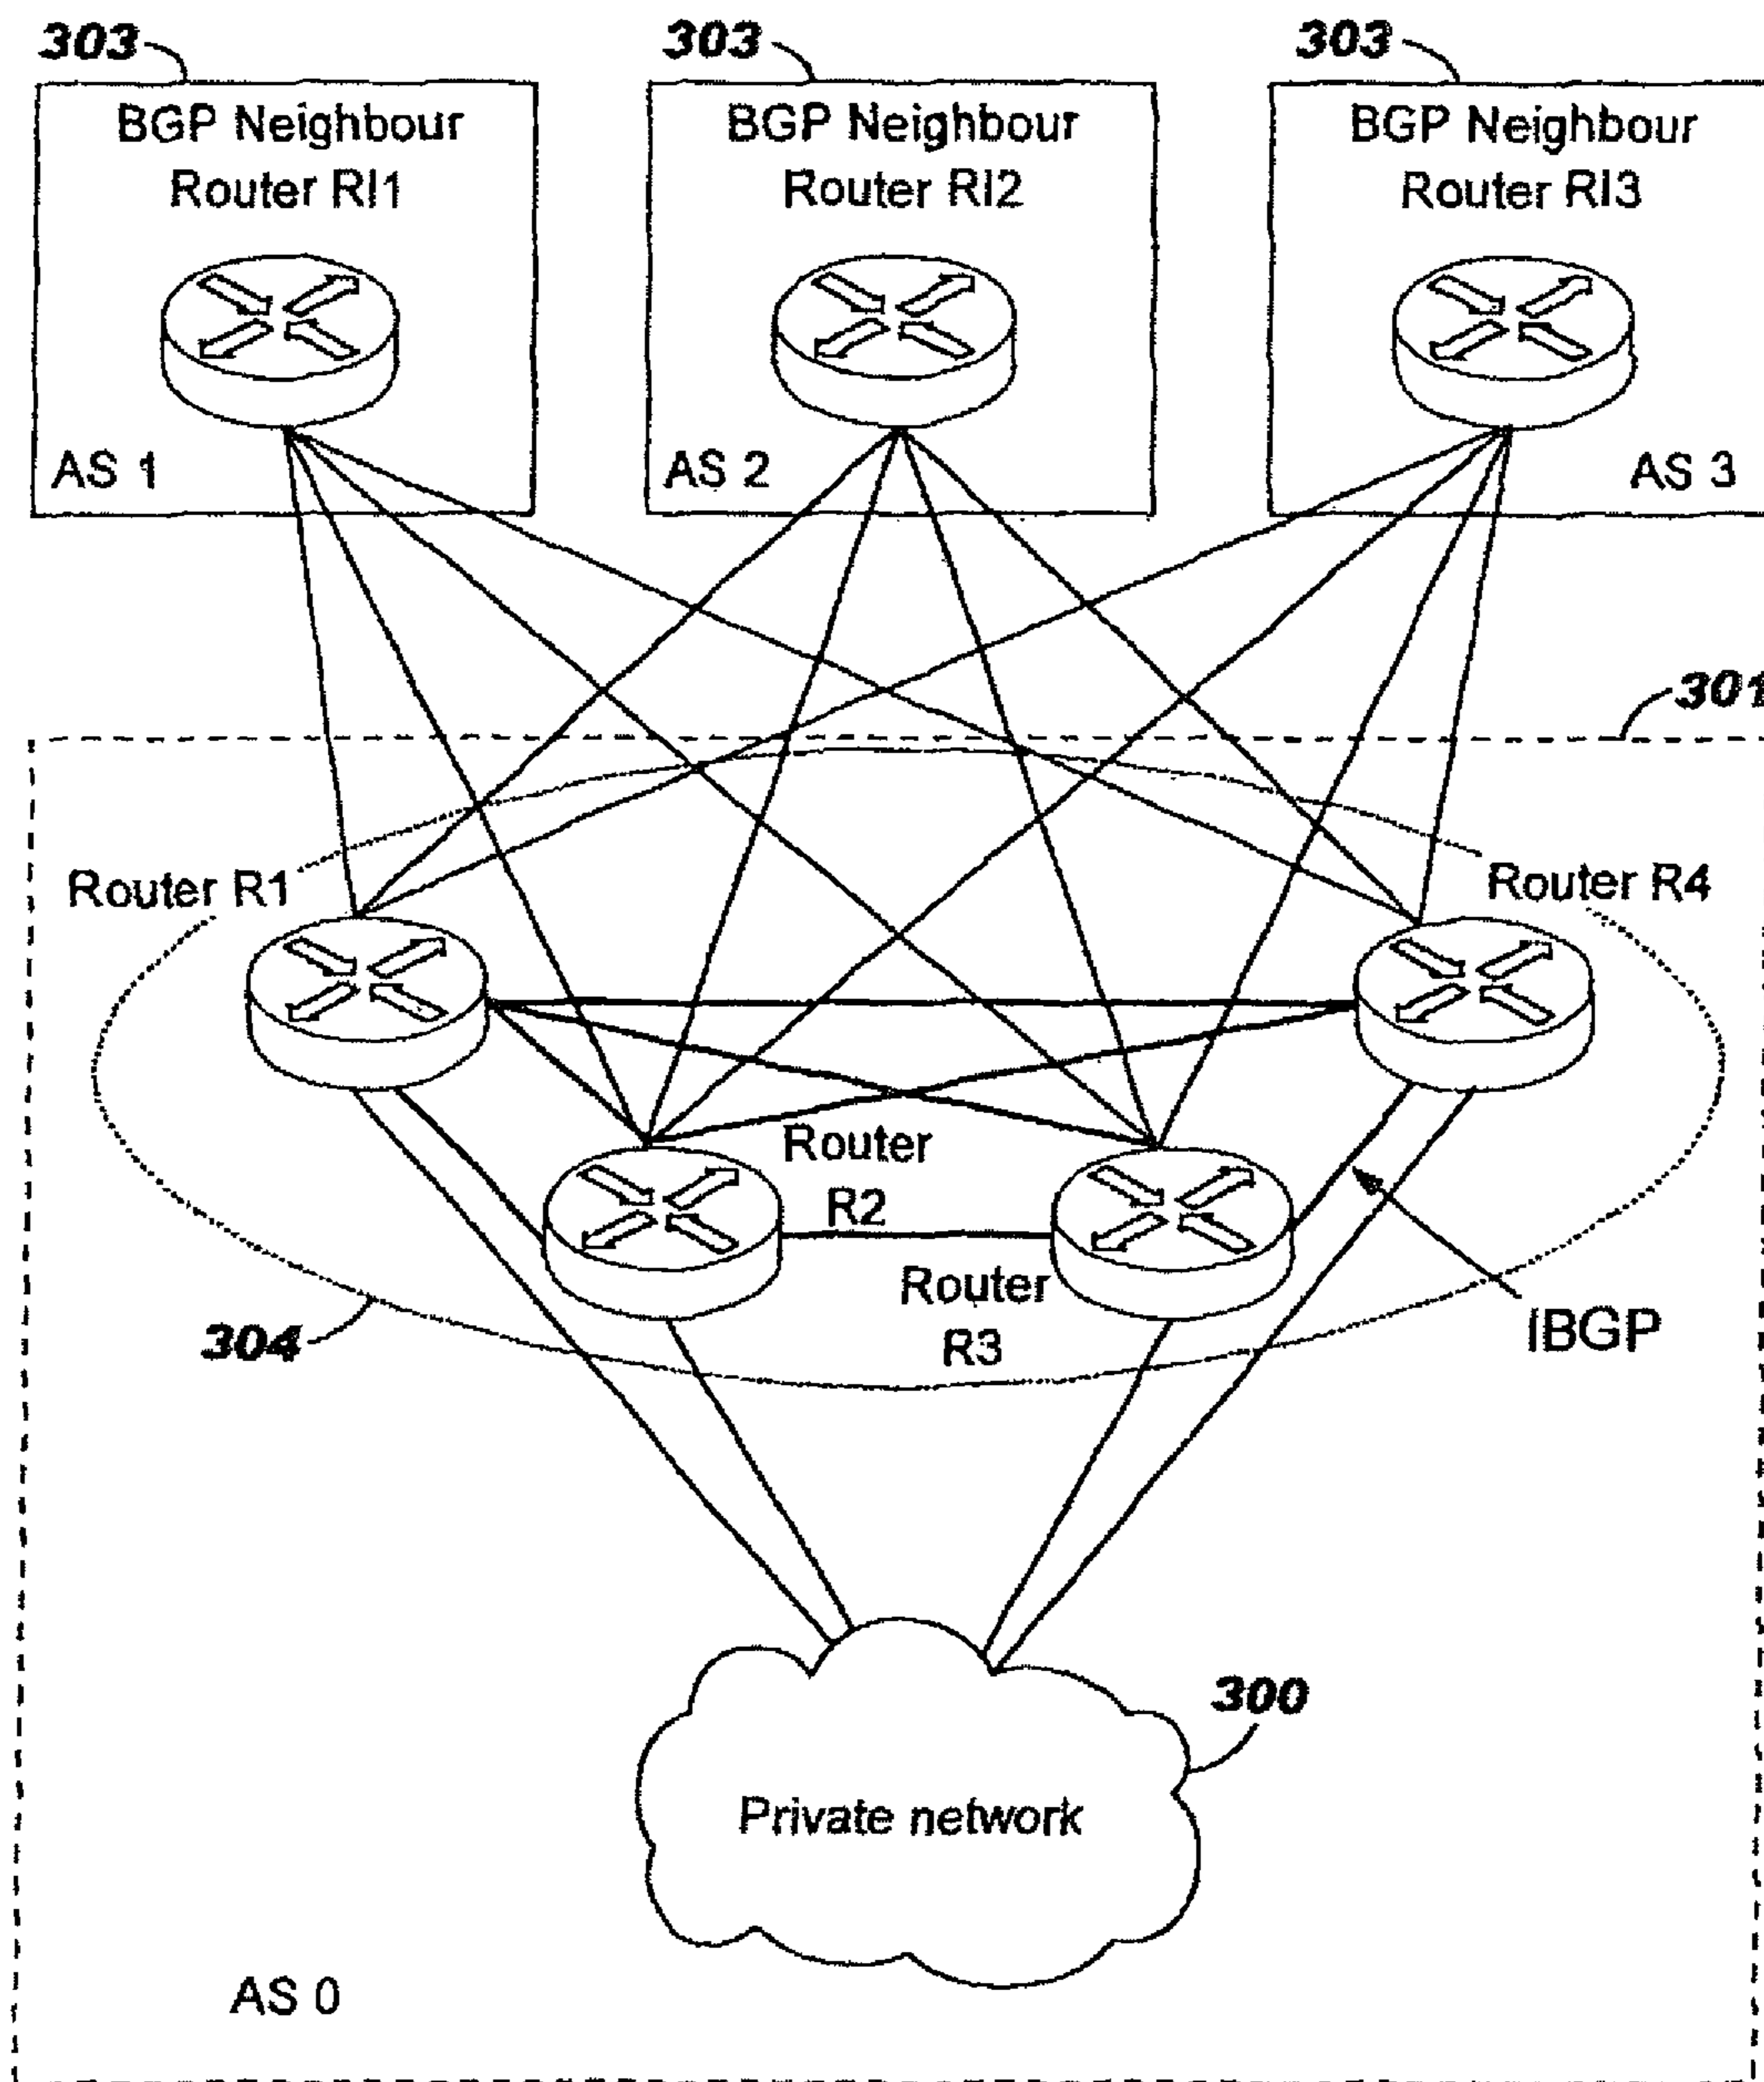 303
303
303
BGP Neighbour
Router RI1
BGP Neighbour
Router RI2
BGP Neighbour
Router RI3
AS 1
AS 2
AS 3
301
Router R1
Router R4
Router
R2
Router
R3
304
IBGP
300
Private network
AS 0